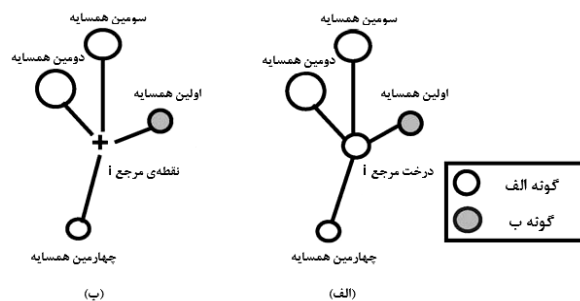 سومین همسایه
دومین همسایه
اولین همسایه
درخت مرجع i
چهارمین همسایه
(الف)
سومین همسایه
دومین همسایه
اولین همسایه
نقطه‌ی مرجع i
چهارمین همسایه
(ب)
گونه الف
گونه ب